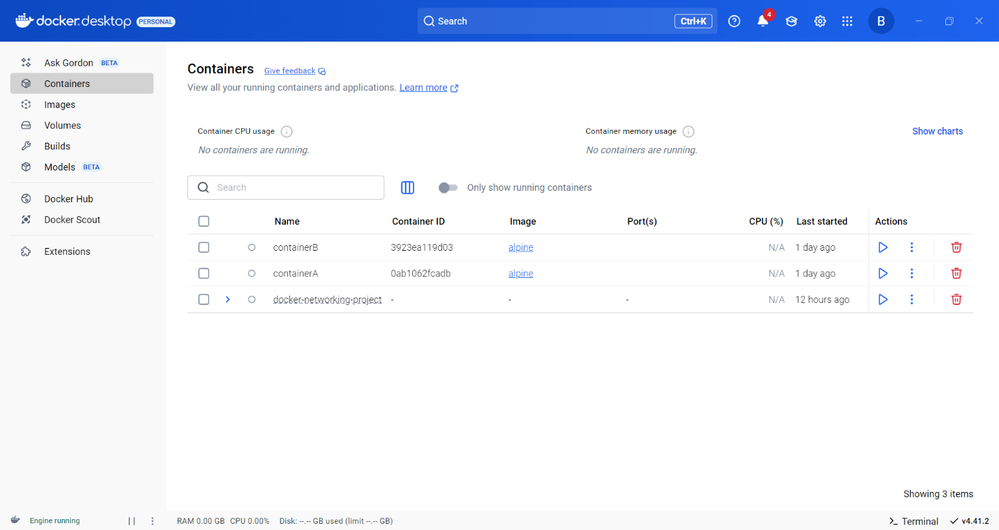 docker.desktop PERSONAL
Search Ctrl+K
4
B
Ask Gordon BETA
Containers
Images
Volumes
Builds
Models BETA
Docker Hub
Docker Scout
Extensions
Containers Give feedback
View all your running containers and applications. Learn more
Container CPU usage
No containers are running.
Container memory usage
No containers are running.
Show charts
Search
Only show running containers
Name Container ID Image Port(s) CPU (%) Last started Actions
containerB 3923ea119d03 alpine N/A 1 day ago
containerA 0ab1062fcadb alpine N/A 1 day ago
docker-networking-project - - - N/A 12 hours ago
Showing 3 items
Engine running
RAM 0.00 GB CPU 0.00% Disk: --.-- GB used (limit --.-- GB)
Terminal v4.41.2